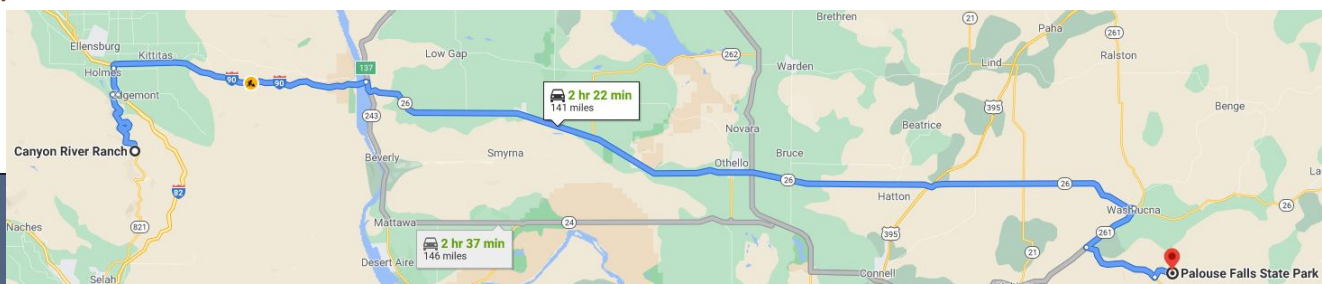 Brethren
21
Paha
261
Ralston
Ellensburg
Kittitas
Low Gap
262
Warden
Lind
Holmes
137
90
90
2 hr 22 min
141 miles
395
Benge
26
243
Novara
Beatrice
Canyon River Ranch
Beverly
Smyrna
Othello
Bruce
82
26
Hatton
26
26
821
Mattawa
24
395
261
Naches
2 hr 37 min
146 miles
Desert Aire
21
Selah
Connell
Palouse Falls State Park